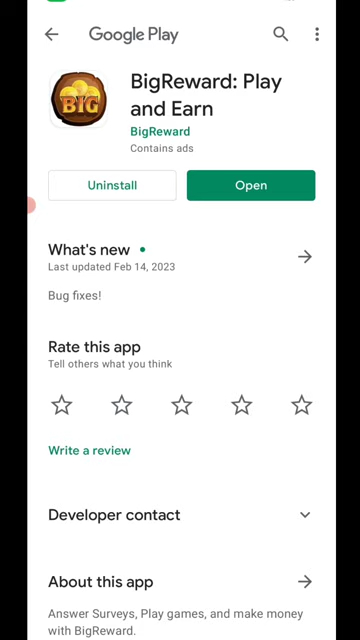 Google Play
BIG
BigReward: Play
and Earn
BigReward
Contains ads
Uninstall
Open
What's new
Last updated Feb 14, 2023
Bug fixes!
Rate this app
Tell others what you think
Write a review
Developer contact
About this app
Answer Surveys, Play games, and make money
with BigReward.